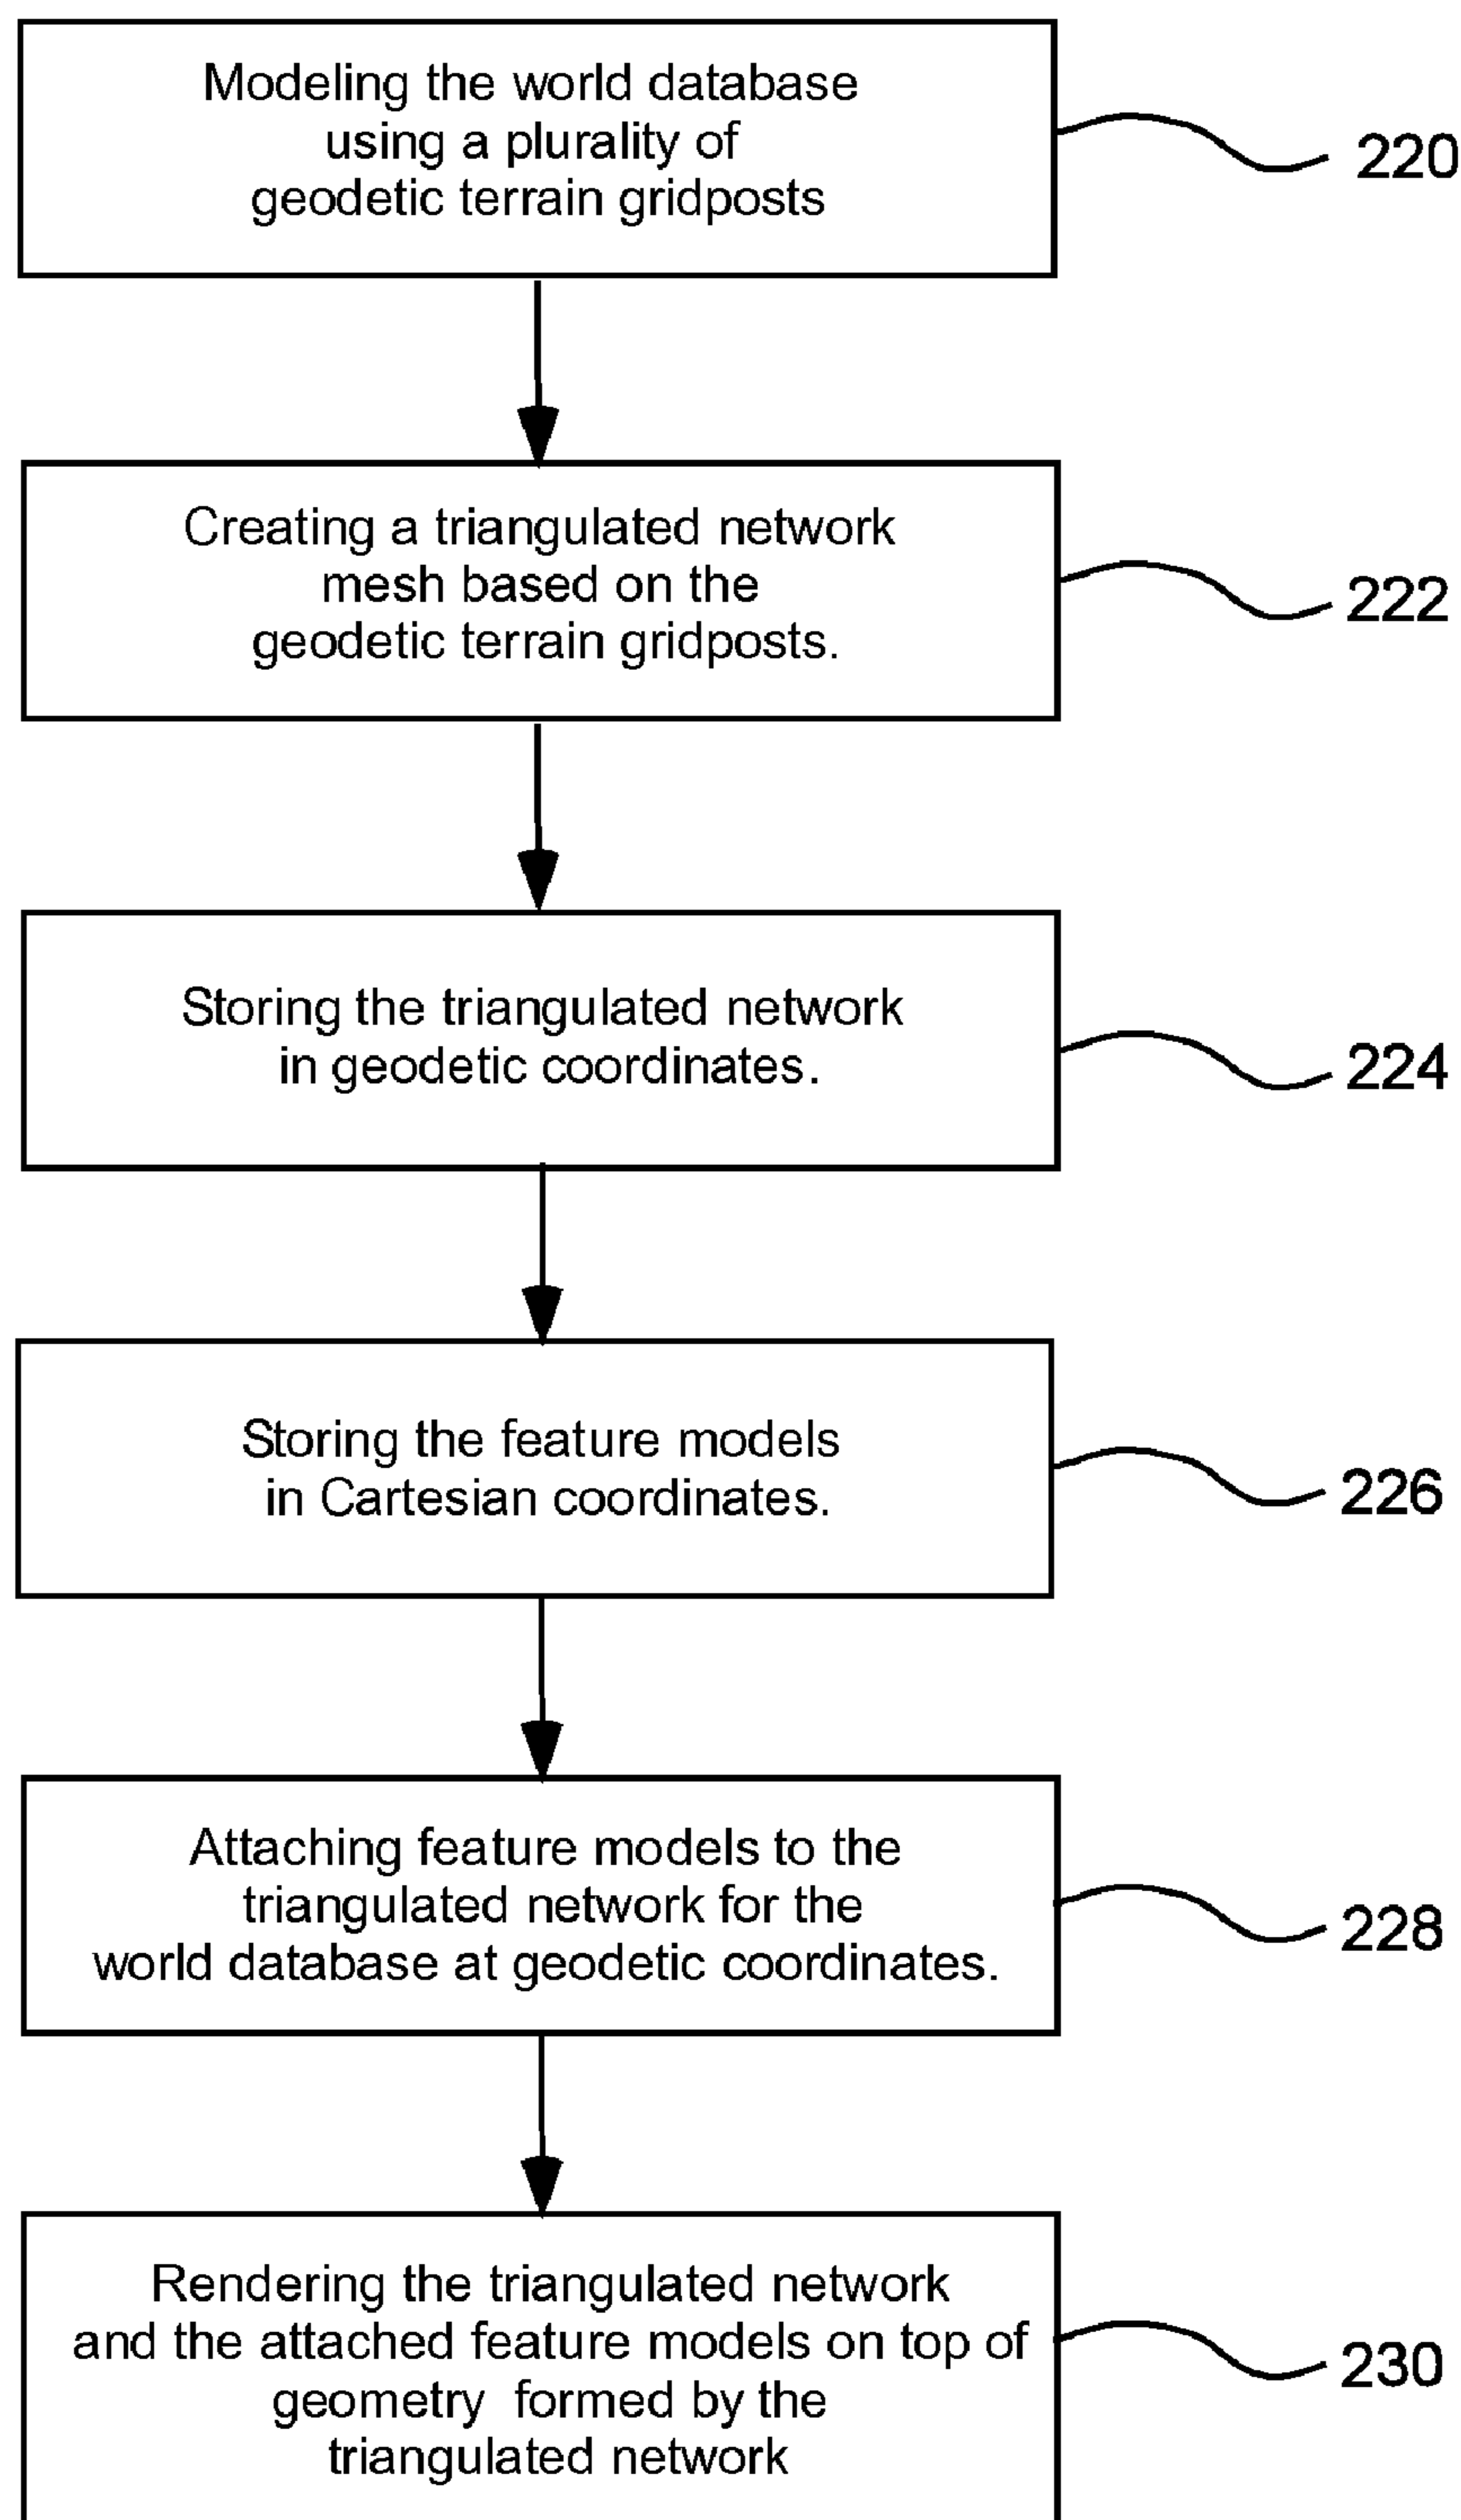 Modeling the world database
using a plurality of
geodetic terrain gridposts
220
Creating a triangulated network
mesh based on the
geodetic terrain gridposts.
222
Storing the triangulated network
in geodetic coordinates.
224
Storing the feature models
in Cartesian coordinates.
226
Attaching feature models to the
triangulated network for the
world database at geodetic coordinates.
228
Rendering the triangulated network
and the attached feature models on top of
geometry formed by the
triangulated network
230